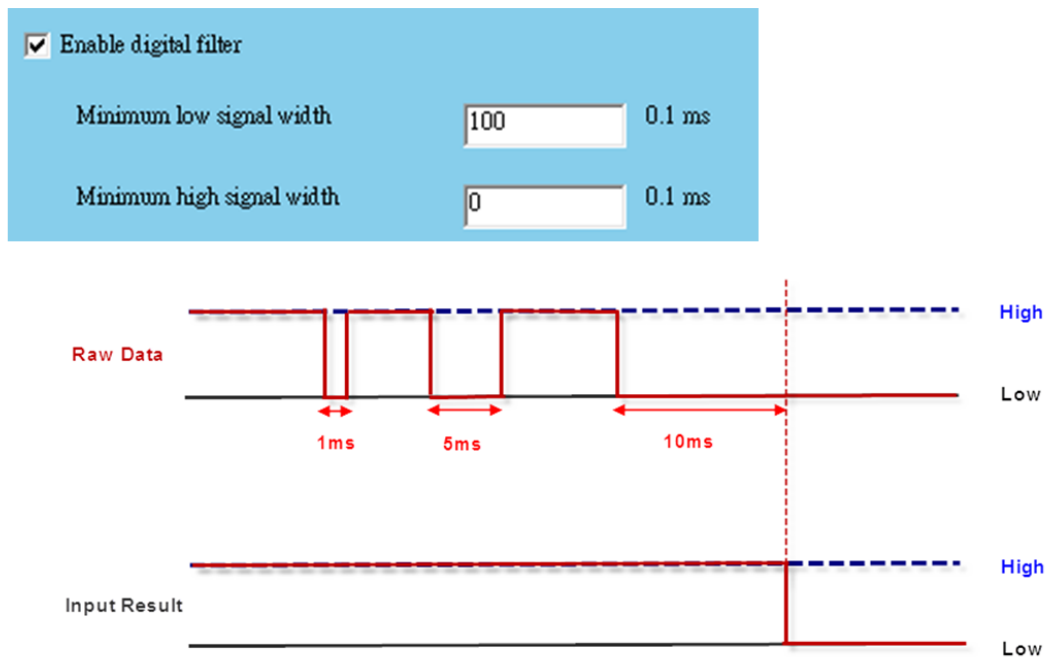 Enable digital filter
Minimum low signal width 100 0.1 ms
Minimum high signal width 0 0.1 ms
High
Raw Data
Low
1ms 5ms 10ms
High
Input Result
Low